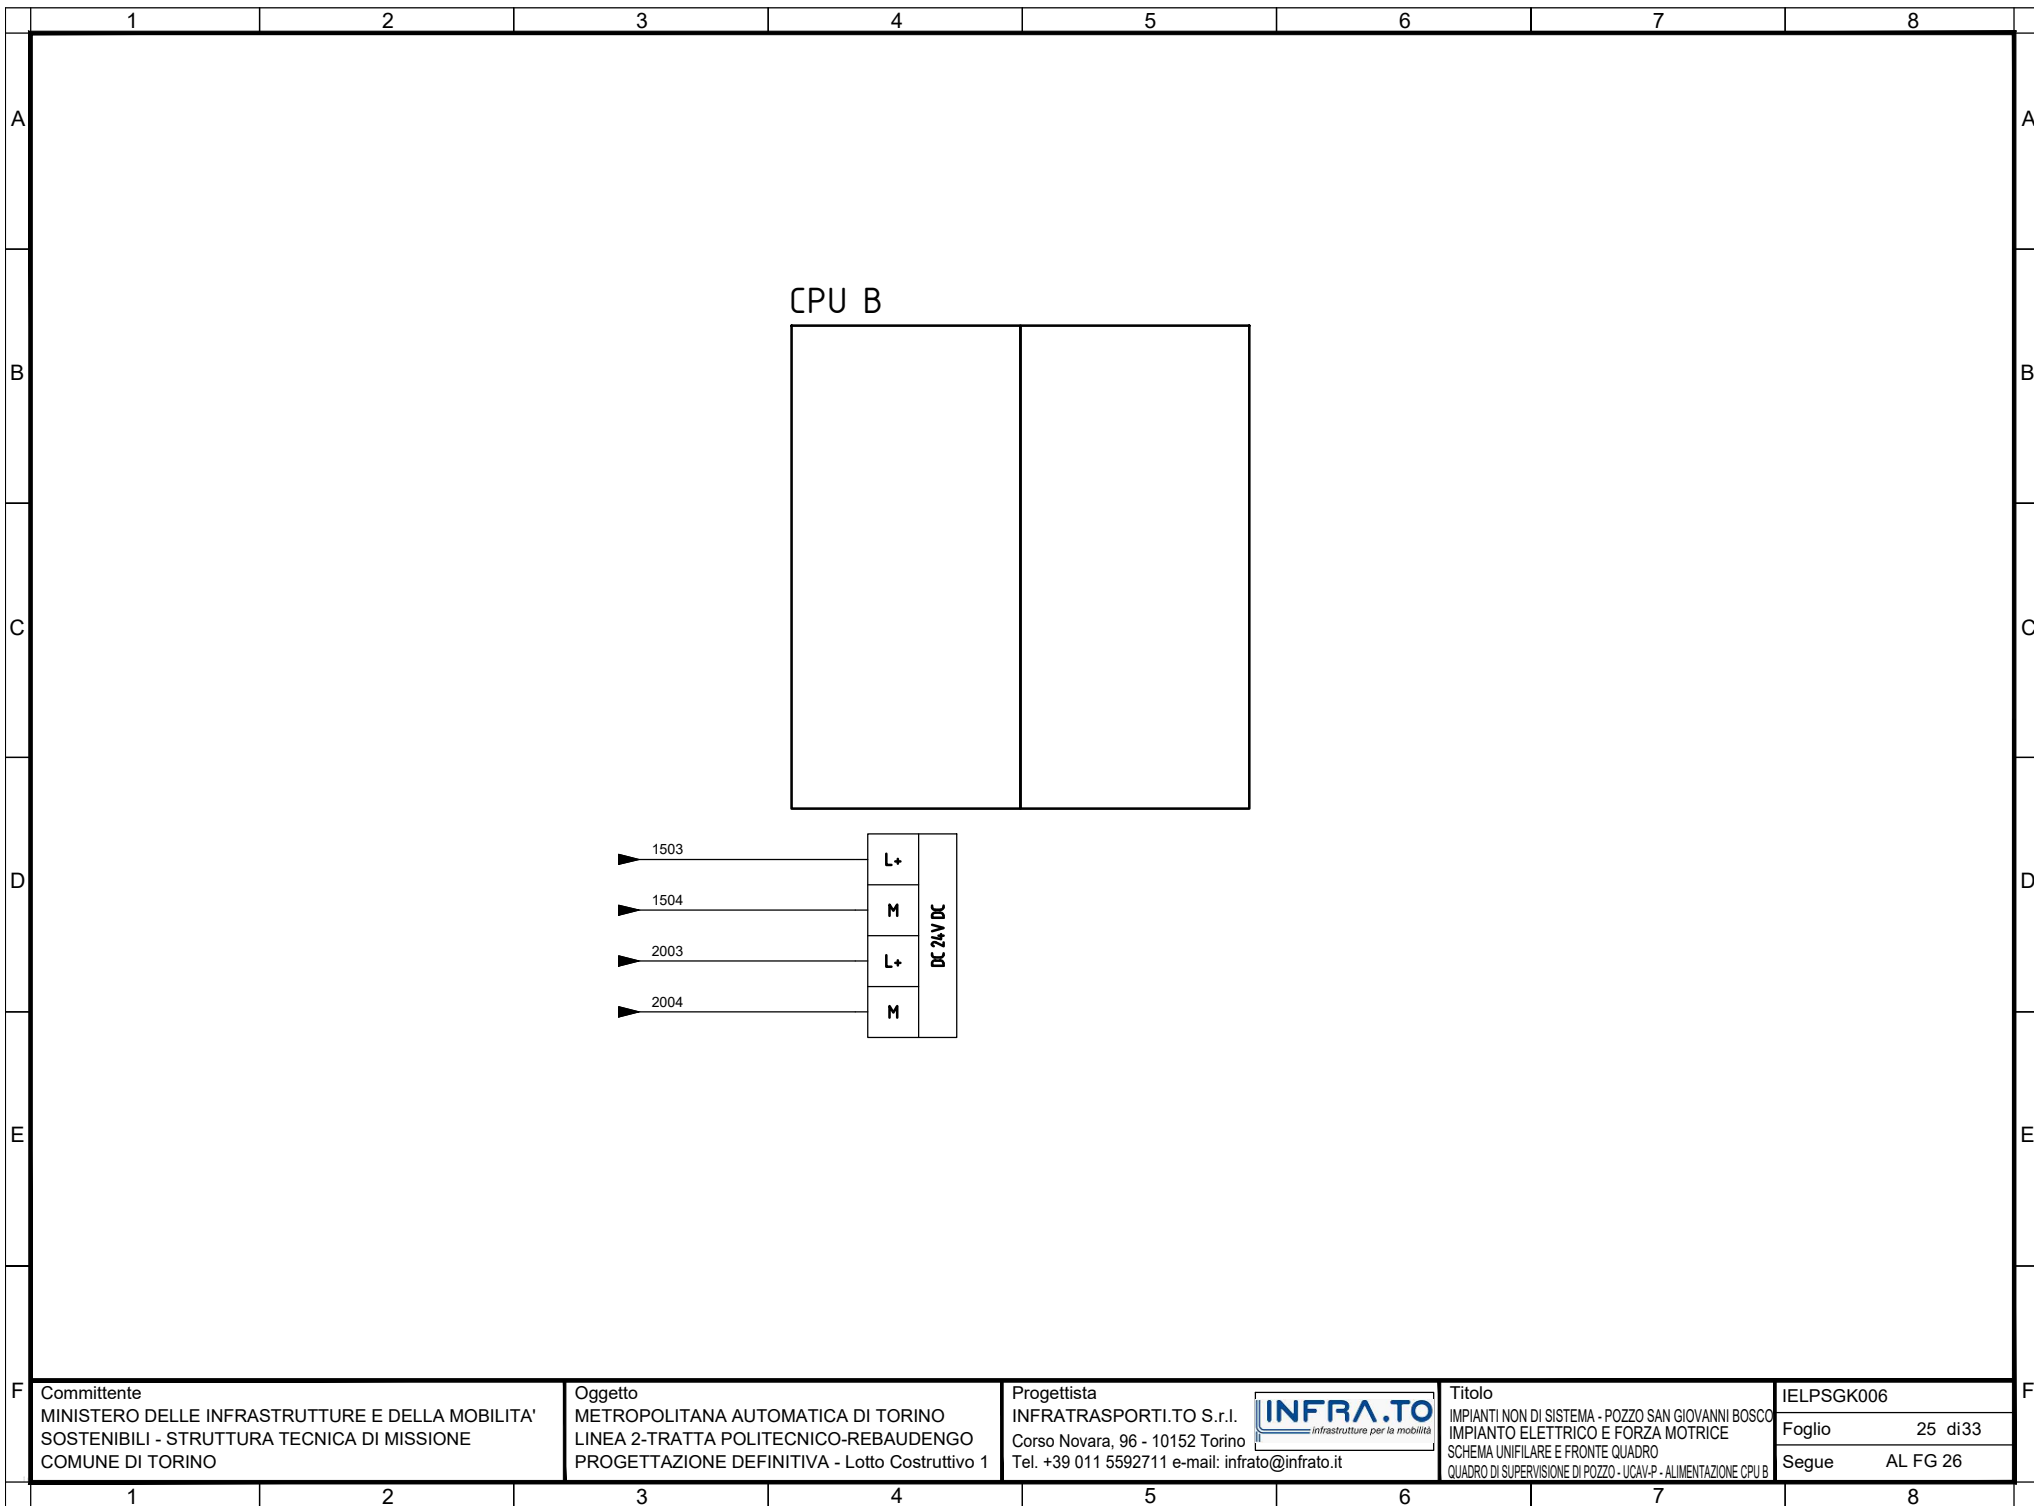 1 2 3 4 5 6 7 8
A A
B B
C C
D D
E E
F F
CPU B
1503 L+
1504 M
2003 L+
2004 M
DC 24V DC
Committente
MINISTERO DELLE INFRASTRUTTURE E DELLA MOBILITA'
SOSTENIBILI - STRUTTURA TECNICA DI MISSIONE
COMUNE DI TORINO
Oggetto
METROPOLITANA AUTOMATICA DI TORINO
LINEA 2-TRATTA POLITECNICO-REBAUDENGO
PROGETTAZIONE DEFINITIVA - Lotto Costruttivo 1
Progettista
INFRATRASPORTI.TO S.r.l.
Corso Novara, 96 - 10152 Torino
Tel. +39 011 5592711 e-mail: infrato@infrato.it
INFRA.TO
infrastrutture per la mobilità
Titolo
IMPIANTI NON DI SISTEMA - POZZO SAN GIOVANNI BOSCO
IMPIANTO ELETTRICO E FORZA MOTRICE
SCHEMA UNIFILARE E FRONTE QUADRO
QUADRO DI SUPERVISIONE DI POZZO - UCAV-P - ALIMENTAZIONE CPU B
IELPSGK006
Foglio 25 di33
Segue AL FG 26
1 2 3 4 5 6 7 8